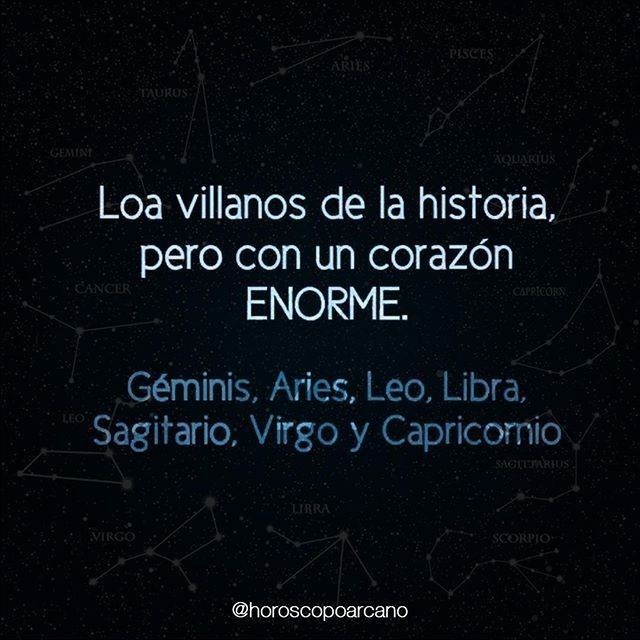 TAURUS
ARIES
PISCES
GEMINI
AQUARIUS
Loa villanos de la historia,
pero con un corazón
ENORME.
CANCER
CAPRICORN
Géminis, Aries, Leo, Libra,
Sagitario, Virgo y Capricornio
LEO
SAGITTARIUS
LIBRA
VIRGO
SCORPIO
@horoscopoarcano